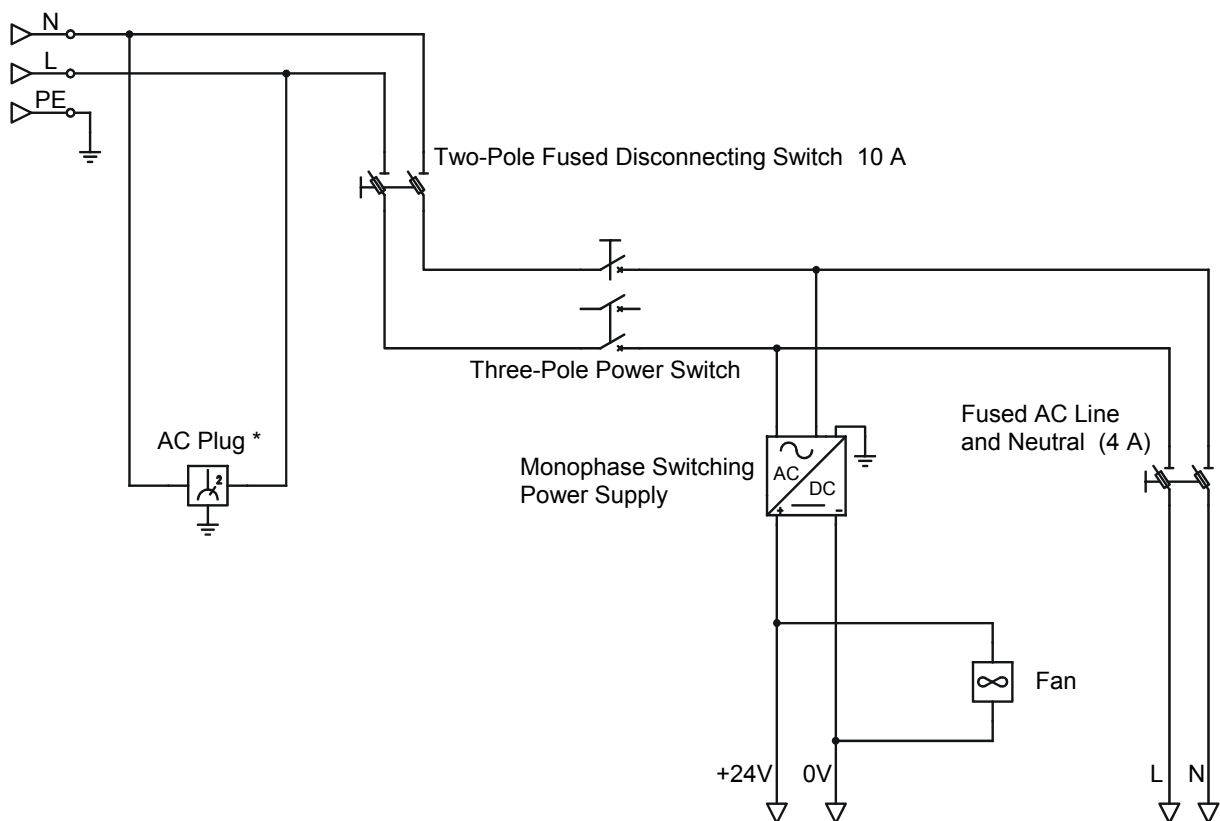 N
L
PE
Two-Pole Fused Disconnecting Switch 10 A
Three-Pole Power Switch
AC Plug *
2
Monophase Switching
Power Supply
AC
DC
+
-
Fused AC Line
and Neutral (4 A)
Fan
+24V
0V
L
N